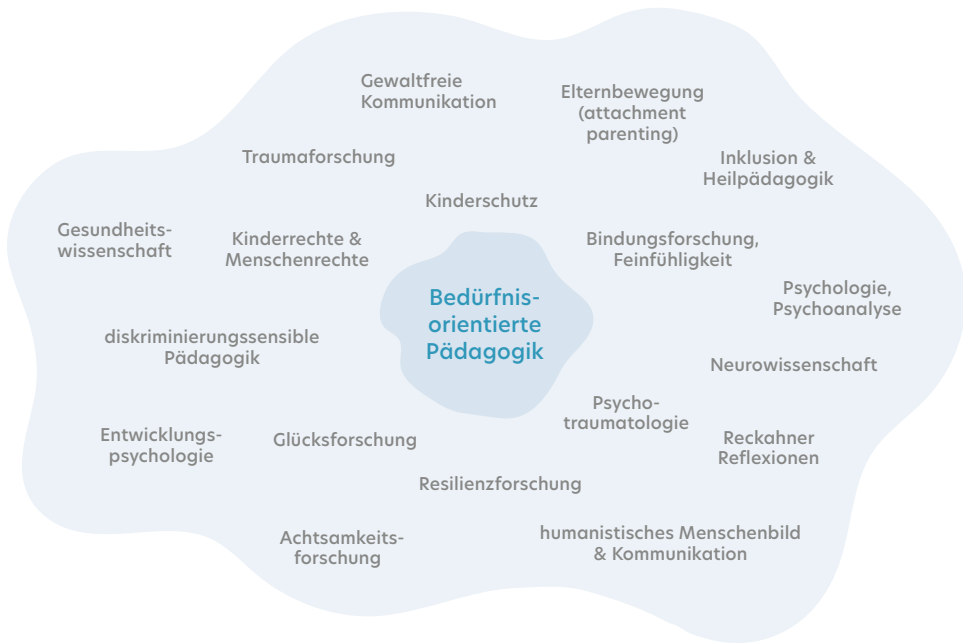 Gewaltfreie
Kommunikation
Elternbewegung
(attachment
parenting)
Traumaforschung
Inklusion &
Heilpädagogik
Kinderschutz
Gesundheits-
wissenschaft
Kinderrechte &
Menschenrechte
Bindungsforschung,
Feinfühligkeit
Psychologie,
Psychoanalyse
Bedürfnis-
orientierte
Pädagogik
diskriminierungssensible
Pädagogik
Neurowissenschaft
Psycho-
traumatologie
Entwicklungs-
psychologie
Glücksforschung
Reckahner
Reflexionen
Resilienzforschung
Achtsamkeits-
forschung
humanistisches Menschenbild
& Kommunikation